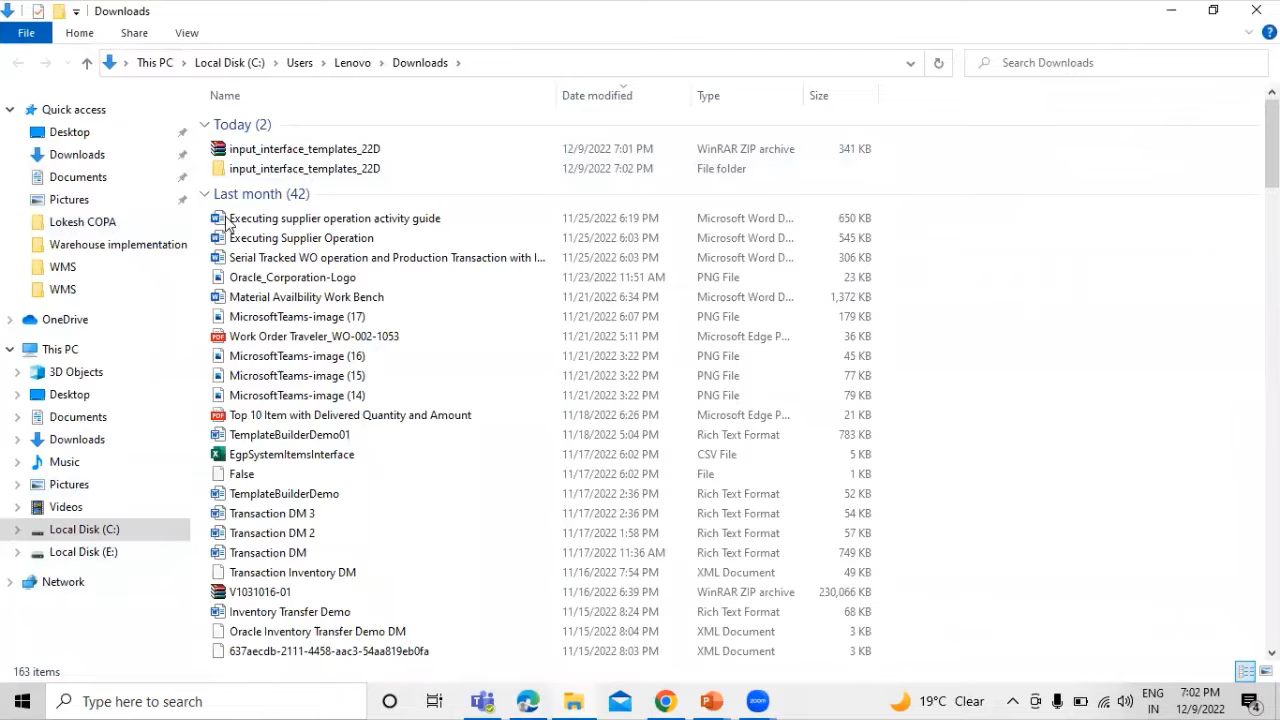 Downloads
File Home Share View
This PC Local Disk (C:) Users Lenovo Downloads Search Downloads
Name Date modified Type Size
Quick access
Desktop
Downloads
Documents
Pictures
Lokesh COPA
Warehouse implementation
WMS
WMS
OneDrive
This PC
3D Objects
Desktop
Documents
Downloads
Music
Pictures
Videos
Local Disk (C:)
Local Disk (E:)
Network
Today (2)
input_interface_templates_22D 12/9/2022 7:01 PM WinRAR ZIP archive 341 KB
input_interface_templates_22D 12/9/2022 7:02 PM File folder
Last month (42)
Executing supplier operation activity guide 11/25/2022 6:19 PM Microsoft Word D... 650 KB
Executing Supplier Operation 11/25/2022 6:03 PM Microsoft Word D... 545 KB
Serial Tracked WO operation and Production Transaction with I... 11/25/2022 6:03 PM Microsoft Word D... 306 KB
Oracle_Corporation-Logo 11/23/2022 11:51 AM PNG File 23 KB
Material Availbility Work Bench 11/21/2022 6:34 PM Microsoft Word D... 1,372 KB
MicrosoftTeams-image (17) 11/21/2022 6:07 PM PNG File 179 KB
Work Order Traveler_WO-002-1053 11/21/2022 5:11 PM Microsoft Edge P... 36 KB
MicrosoftTeams-image (16) 11/21/2022 3:22 PM PNG File 45 KB
MicrosoftTeams-image (15) 11/21/2022 3:22 PM PNG File 77 KB
MicrosoftTeams-image (14) 11/21/2022 3:22 PM PNG File 79 KB
Top 10 Item with Delivered Quantity and Amount 11/18/2022 6:26 PM Microsoft Edge P... 21 KB
TemplateBuilderDemo01 11/18/2022 5:04 PM Rich Text Format 783 KB
EgpSystemItemsInterface 11/17/2022 6:02 PM CSV File 5 KB
False 11/17/2022 6:02 PM File 1 KB
TemplateBuilderDemo 11/17/2022 2:36 PM Rich Text Format 52 KB
Transaction DM 3 11/17/2022 2:36 PM Rich Text Format 54 KB
Transaction DM 2 11/17/2022 1:58 PM Rich Text Format 57 KB
Transaction DM 11/17/2022 11:36 AM Rich Text Format 749 KB
Transaction Inventory DM 11/16/2022 7:54 PM XML Document 49 KB
V1031016-01 11/16/2022 6:39 PM WinRAR ZIP archive 230,066 KB
Inventory Transfer Demo 11/15/2022 8:24 PM Rich Text Format 68 KB
Oracle Inventory Transfer Demo DM 11/15/2022 8:04 PM XML Document 3 KB
637aecdb-2111-4458-aac3-54aa819eb0fa 11/15/2022 8:03 PM XML Document 3 KB
163 items
Type here to search zoom 19°C Clear ENG 7:02 PM
IN 12/9/2022 4